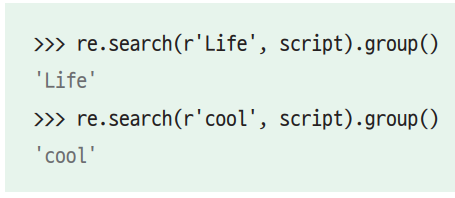 >>> re.search(r'Life', script).group()
'Life'
>>> re.search(r'cool', script).group()
'cool'